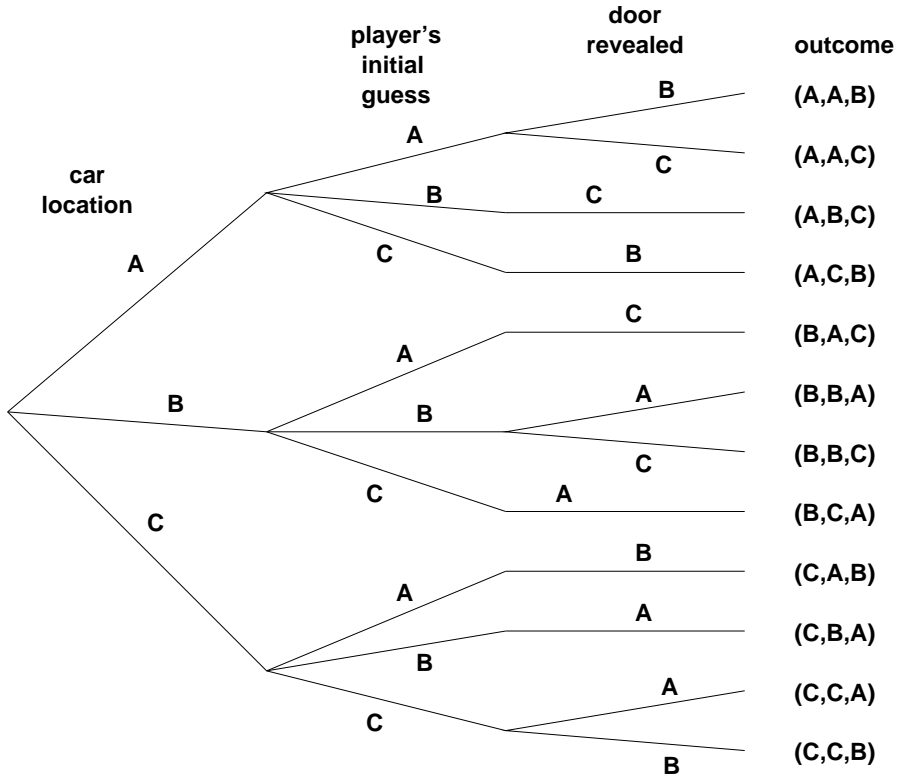 door
revealed
player's
initial
guess
outcome
car
location
A
B
C
A
B
C
A
B
C
A
B
C
B
C
C
B
C
A
C
A
B
A
A
B
(A,A,B)
(A,A,C)
(A,B,C)
(A,C,B)
(B,A,C)
(B,B,A)
(B,B,C)
(B,C,A)
(C,A,B)
(C,B,A)
(C,C,A)
(C,C,B)